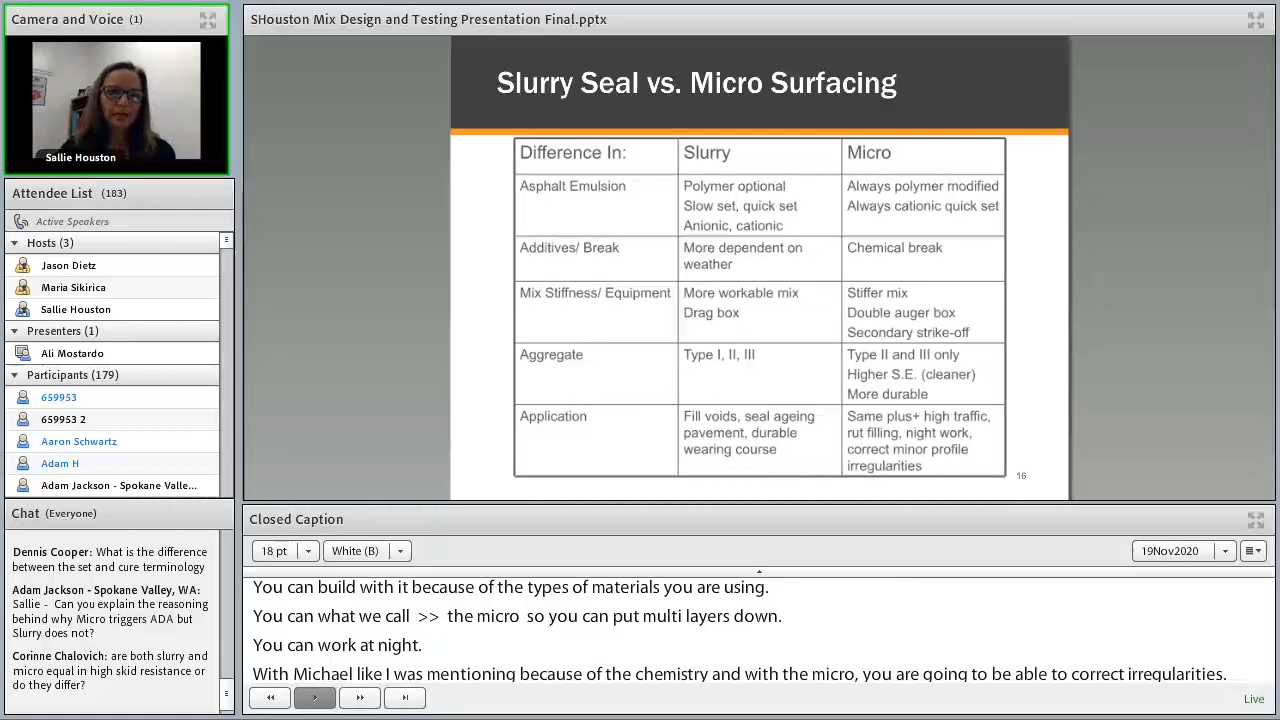 Camera and Voice (1)
Sallie Houston
Attendee List (183)
Active Speakers
Hosts (3)
Jason Dietz
Maria Sikirica
Sallie Houston
Presenters (1)
Ali Mostardo
Participants (179)
659953
659953 2
Aaron Schwartz
Adam H
Adam Jackson - Spokane Valle...
Chat (Everyone)
Dennis Cooper: What is the difference
between the set and cure terminology
Adam Jackson - Spokane Valley, WA:
Sallie - Can you explain the reasoning
behind why Micro triggers ADA but
Slurry does not?
Corinne Chalovich: are both slurry and
micro equal in high skid resistance or
do they differ?
SHouston Mix Design and Testing Presentation Final.pptx
Slurry Seal vs. Micro Surfacing
Difference In:
Slurry
Micro
Asphalt Emulsion
Polymer optional
Slow set, quick set
Anionic, cationic
Always polymer modified
Always cationic quick set
Additives/ Break
More dependent on
weather
Chemical break
Mix Stiffness/ Equipment
More workable mix
Drag box
Stiffer mix
Double auger box
Secondary strike-off
Aggregate
Type I, II, III
Type II and III only
Higher S.E. (cleaner)
More durable
Application
Fill voids, seal ageing
pavement, durable
wearing course
Same plus+ high traffic,
rut filling, night work,
correct minor profile
irregularities
16
Closed Caption
18 pt
White (B)
19Nov2020
You can build with it because of the types of materials you are using.
You can what we call >> the micro so you can put multi layers down.
You can work at night.
With Michael like I was mentioning because of the chemistry and with the micro, you are going to be able to correct irregularities.
Live